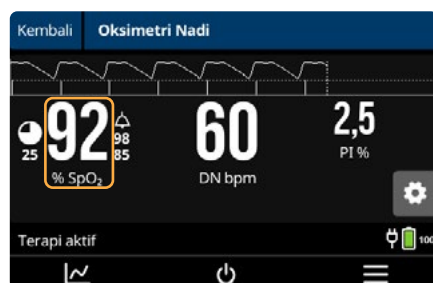 Kembali Oksimetri Nadi
92 60 2,5
25 98 85
% SpO₂ DN bpm PI %
Terapi aktif 100